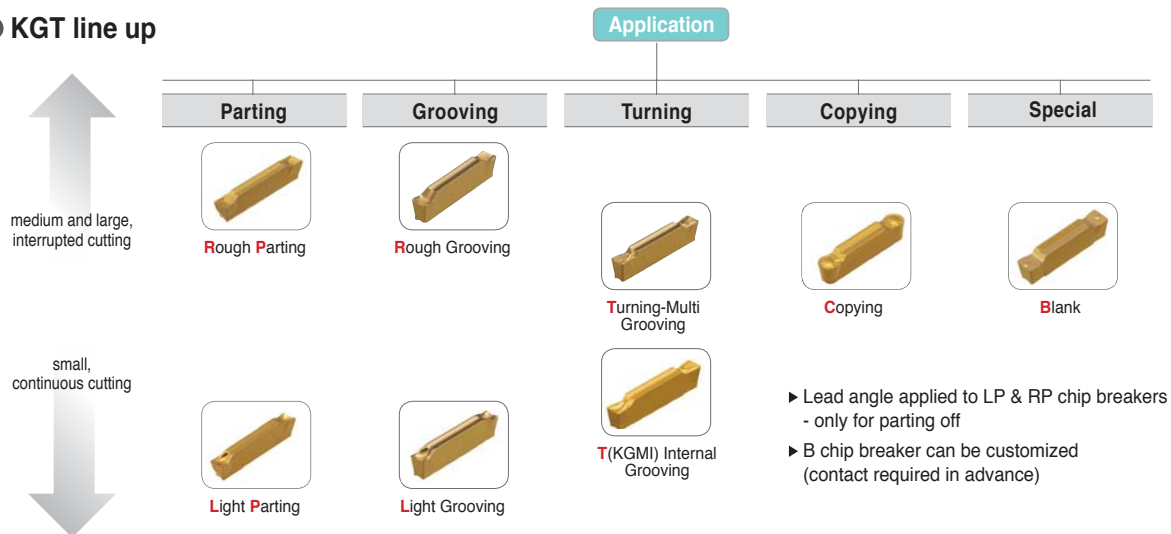 KGT line up
Application
Parting
Grooving
Turning
Copying
Special
medium and large,
interrupted cutting
Rough Parting
Rough Grooving
Turning-Multi
Grooving
Copying
Blank
small,
continuous cutting
Light Parting
Light Grooving
T(KGMI) Internal
Grooving
▶ Lead angle applied to LP & RP chip breakers
- only for parting off
▶ B chip breaker can be customized
(contact required in advance)